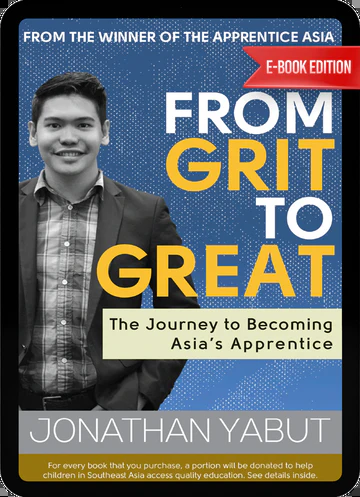 FROM THE WINNER OF THE APPRENTICE ASIA
E-BOOK EDITION
FROM
GRIT
TO
GREAT
The Journey to Becoming
Asia's Apprentice
JONATHAN YABUT
For every book that you purchase, a portion will be donated to help
children in Southeast Asia access quality education. See details inside.